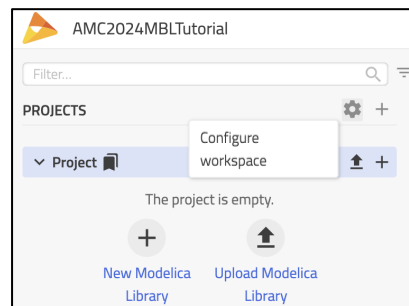 AMC2024MBLTutorial
Filter...
PROJECTS
Configure
workspace
Project
The project is empty.
New Modelica Upload Modelica
Library Library